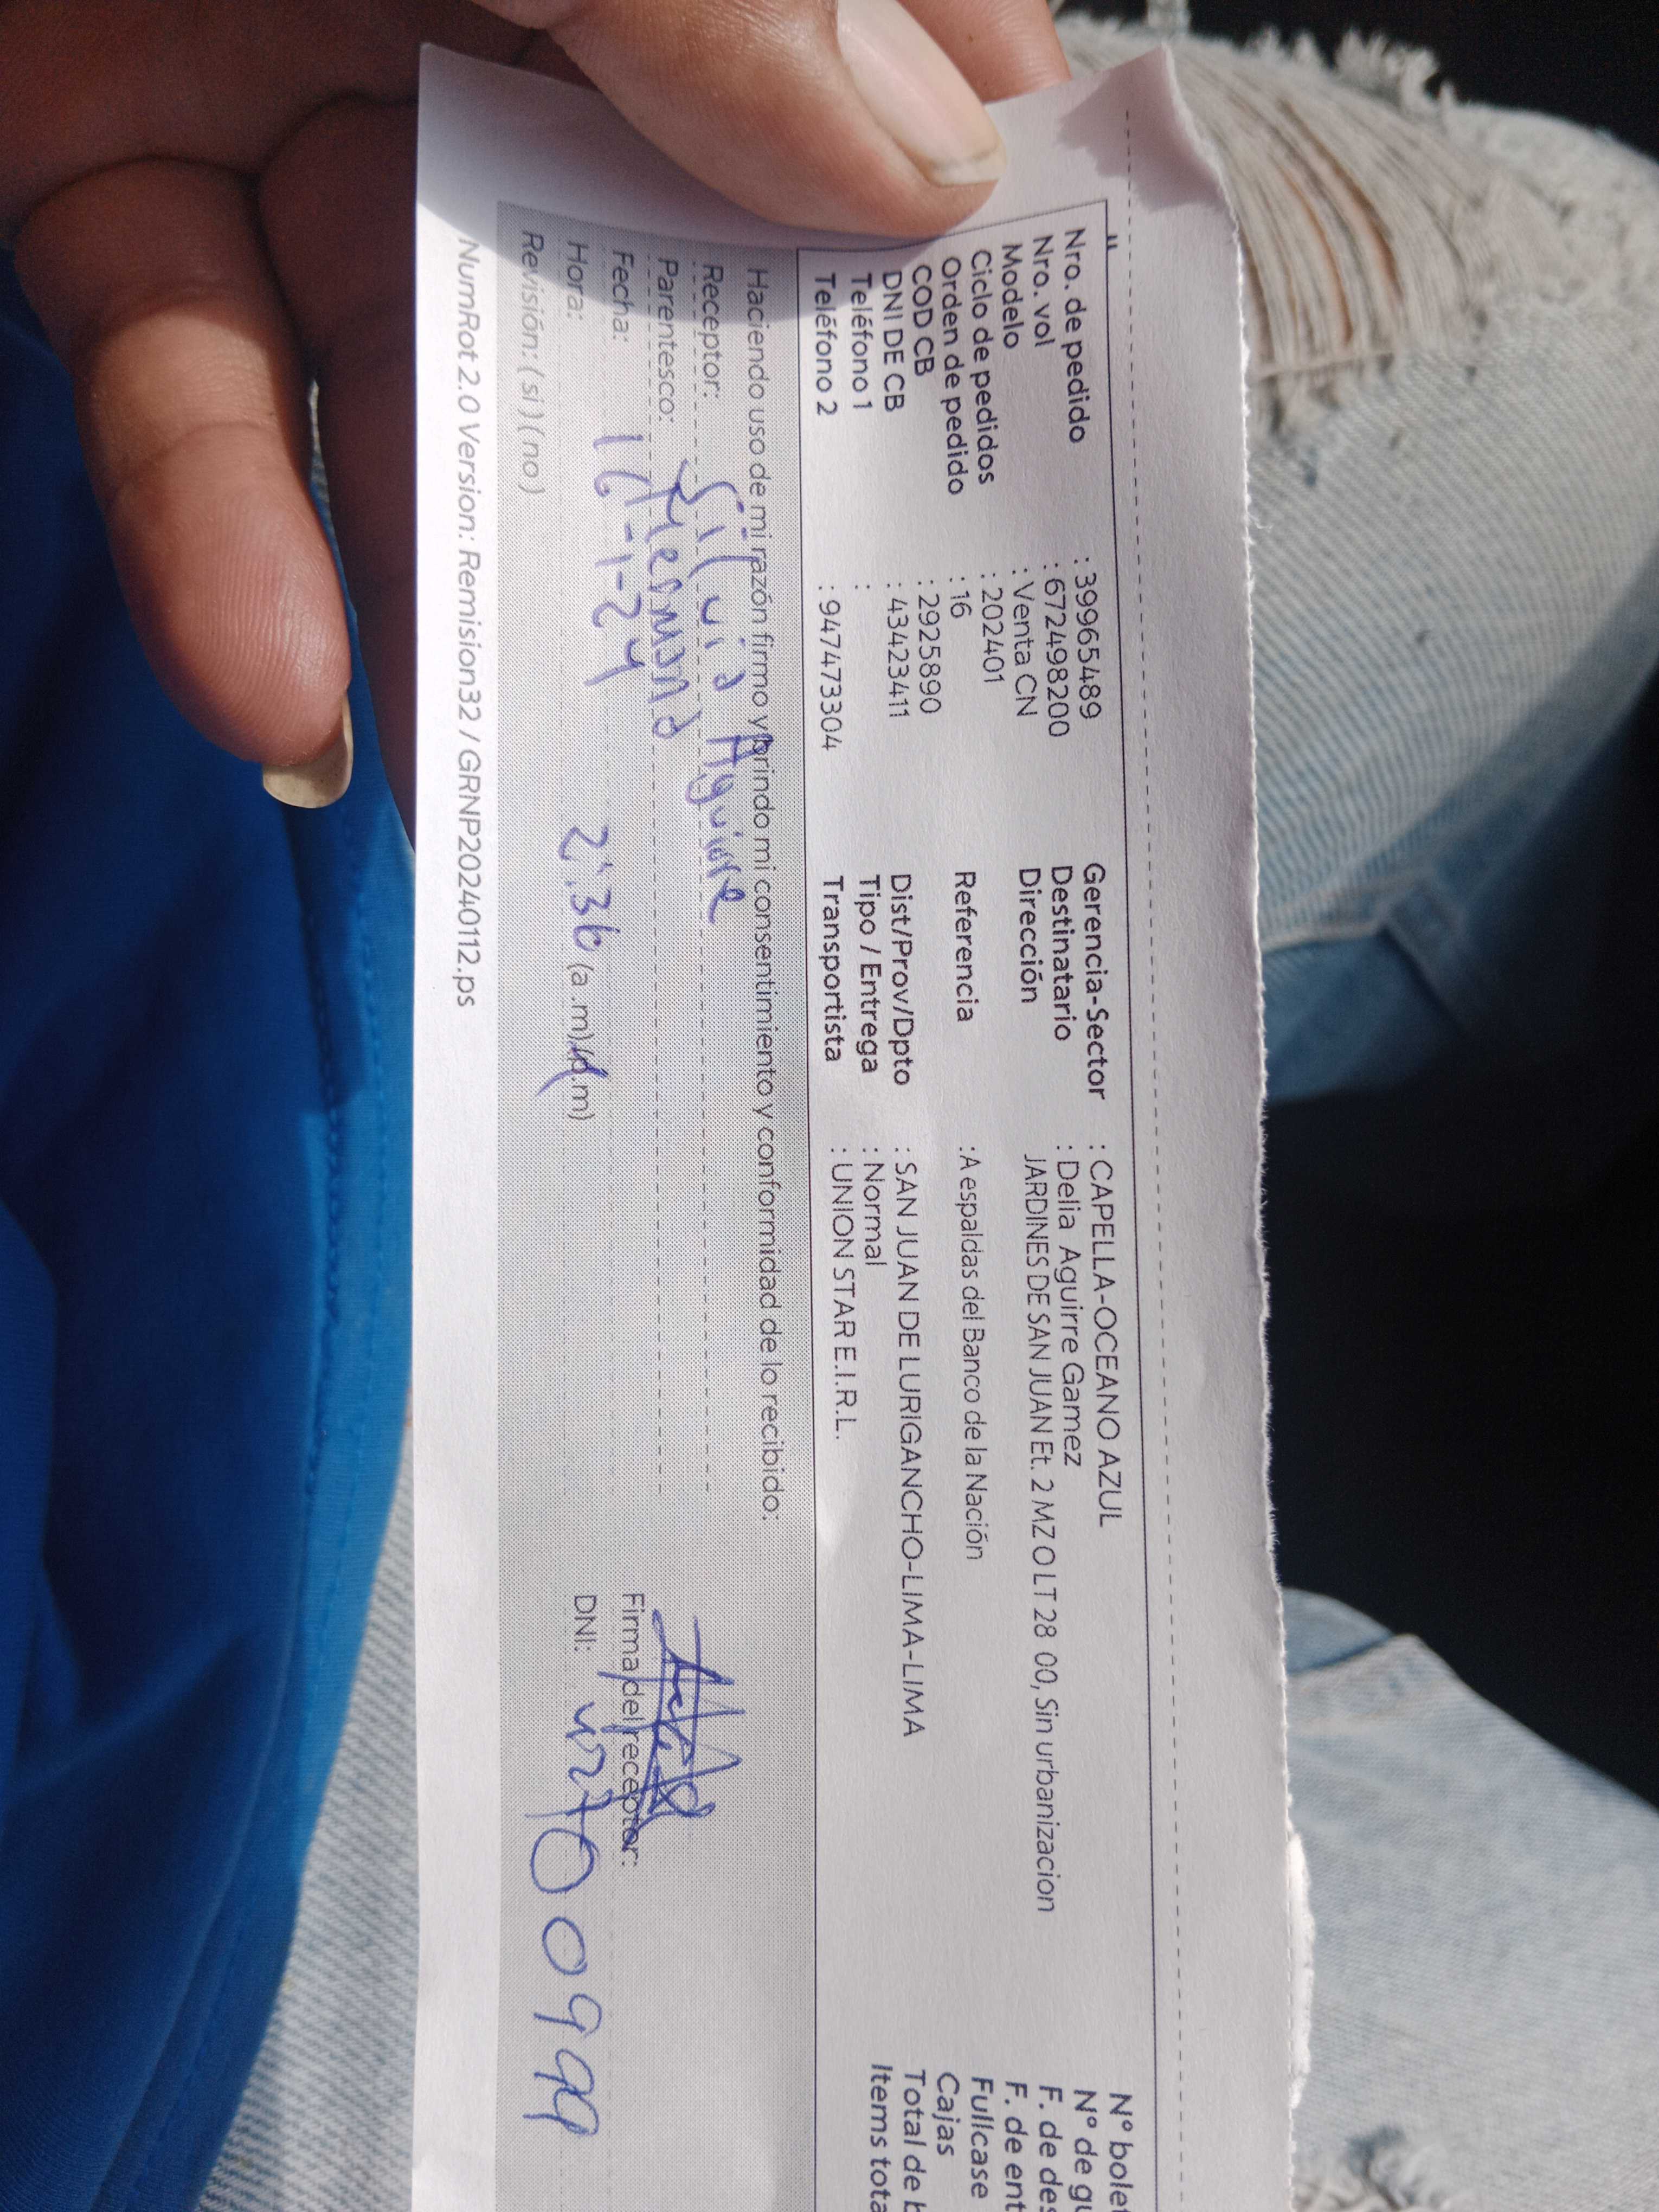 Nro. de pedido : 39965489
Nro. vol : 672498200
Modelo : Venta CN
Ciclo de pedidos : 202401
Orden de pedido : 16
COD CB : 2925890
DNI DE CB : 43423411
Teléfono 1 :
Teléfono 2 : 947473304
Gerencia-Sector : CAPELLA-OCEANO AZUL
Destinatario : Delia Aguirre Gamez
Dirección JARDINES DE SAN JUAN Et. 2 MZ O LT 28 00, Sin urbanizacion
Referencia : A espaldas del Banco de la Nación
Dist/Prov/Dpto : SAN JUAN DE LURIGANCHO-LIMA-LIMA
Tipo / Entrega : Normal
Transportista : UNION STAR E.I.R.L.
N° bolet
N° de gu
F. de des
F. de ent
Fullcase
Cajas
Total de b
Items tota
Haciendo uso de mi razón firmo y brindo mi consentimiento y conformidad de lo recibido:
Receptor: Silvia Aguirre
Parentesco: Hermana
Fecha: 16-1-24
Hora: 2:36 (a.m) (p.m)
Revisión: ( si ) ( no )
Firma del receptor:
DNI: 42700999
NumRot2.0 Version: Remision32 / GRNP20240112.ps